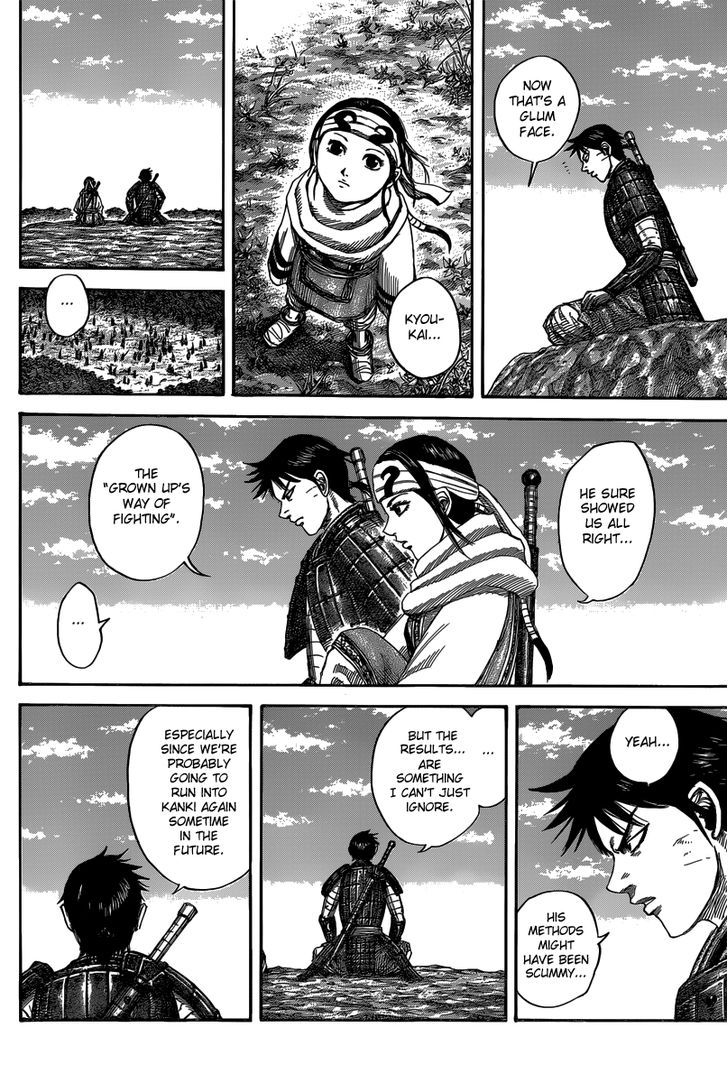 NOW
THAT'S A
GLUM
FACE.
KYOU-
KAI...
...
HE SURE
SHOWED
US ALL
RIGHT...
THE
"GROWN UP'S
WAY OF
FIGHTING".
...
YEAH...
HIS
METHODS
MIGHT
HAVE BEEN
SCUMMY...
...
BUT THE
RESULTS...
ARE
SOMETHING
I CAN'T JUST
IGNORE.
ESPECIALLY
SINCE WE'RE
PROBABLY
GOING TO
RUN INTO
KANKI AGAIN
SOMETIME
IN THE
FUTURE.